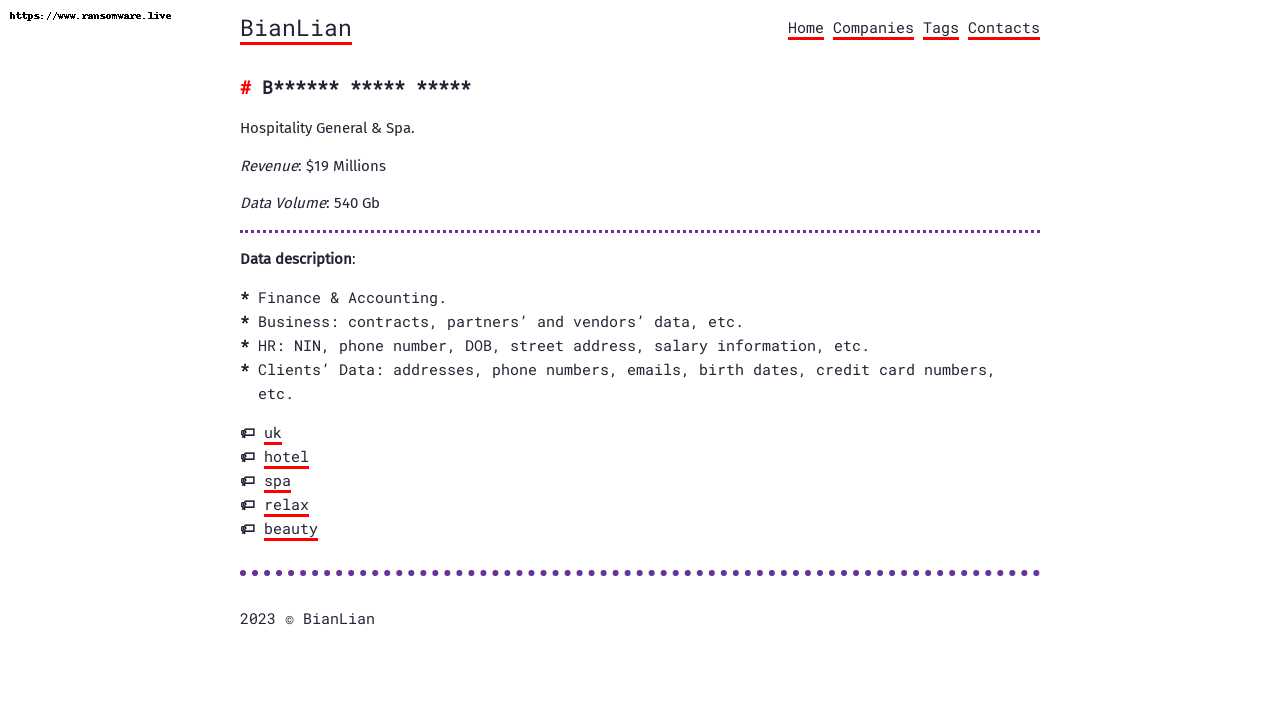 https://www.ransomware.live
BianLian
Home Companies Tags Contacts
# B****** ***** *****
Hospitality General & Spa.
Revenue: $19 Millions
Data Volume: 540 Gb
Data description:
* Finance & Accounting.
* Business: contracts, partners’ and vendors’ data, etc.
* HR: NIN, phone number, DOB, street address, salary information, etc.
* Clients’ Data: addresses, phone numbers, emails, birth dates, credit card numbers,
etc.
uk
hotel
spa
relax
beauty
2023 © BianLian